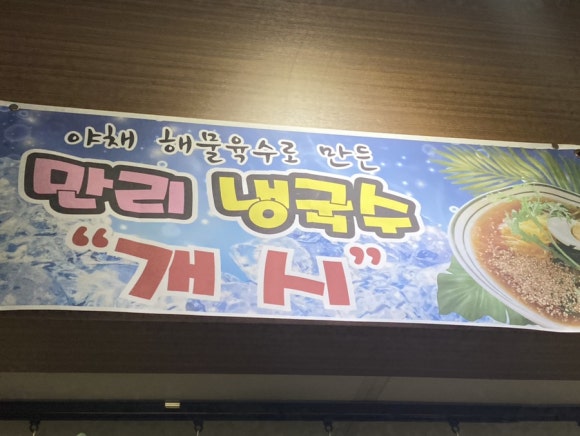 야채 해물육수로 만든
만리 냉국수
“개 시”